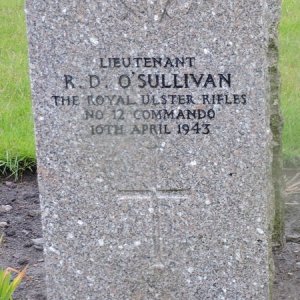 LIEUTENANT
R. D. O'SULLIVAN
THE ROYAL ULSTER RIFLES
NO 12 COMMANDO
10TH APRIL 1943